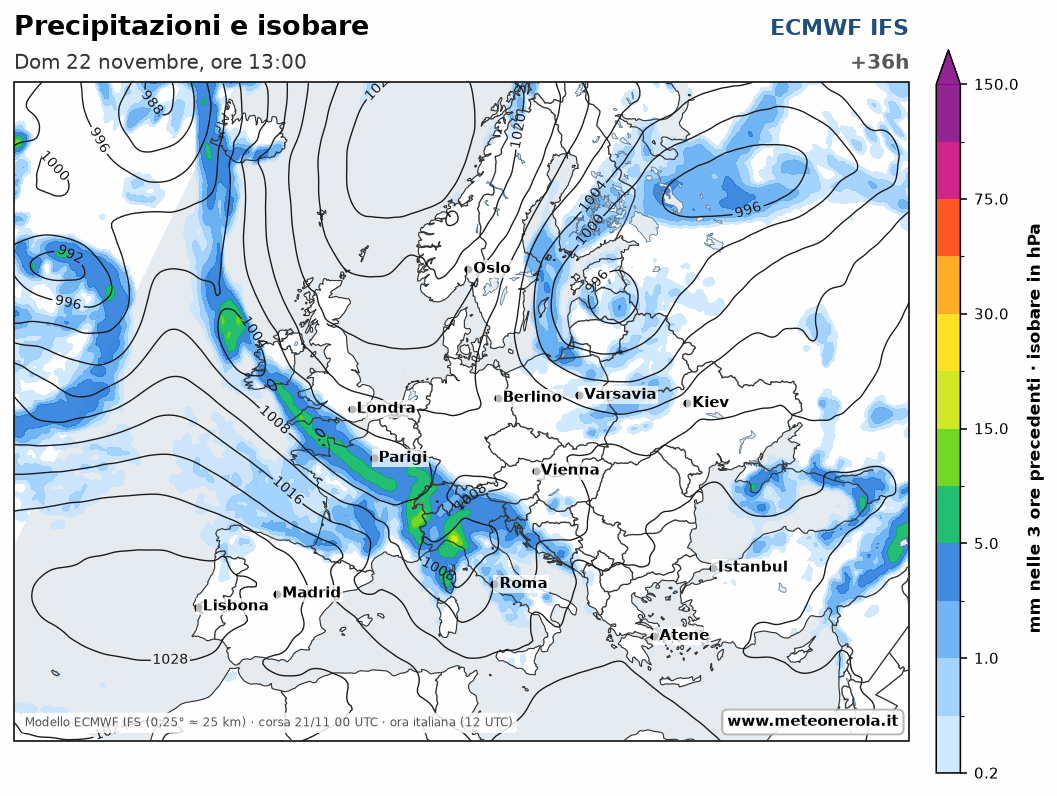 Precipitazioni e isobare
ECMWF IFS
Dom 22 novembre, ore 13:00
+36h
988
996
1000
1020
1004
1000
996
992
996
996
Oslo
1004
1008
Londra
Berlino
Varsavia
Kiev
Parigi
Vienna
1016
1008
1008
Roma
Istanbul
Madrid
Lisbona
Atene
1028
Modello ECMWF IFS (0,25° ≈ 25 km) · corsa 21/11 00 UTC · ora italiana (12 UTC)
www.meteonerola.it
150.0
75.0
30.0
15.0
5.0
1.0
0.2
mm nelle 3 ore precedenti · isobare in hPa